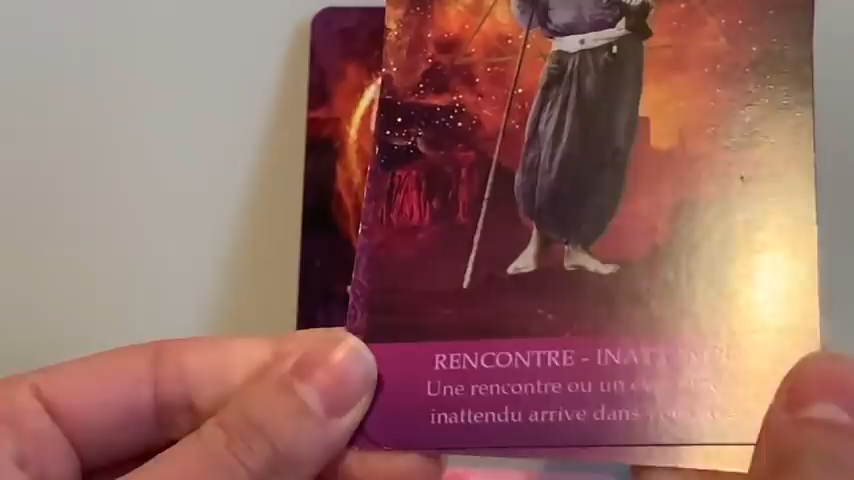 RENCONTRE - INATTENDUE
Une rencontre ou un
inattendu arrive dans